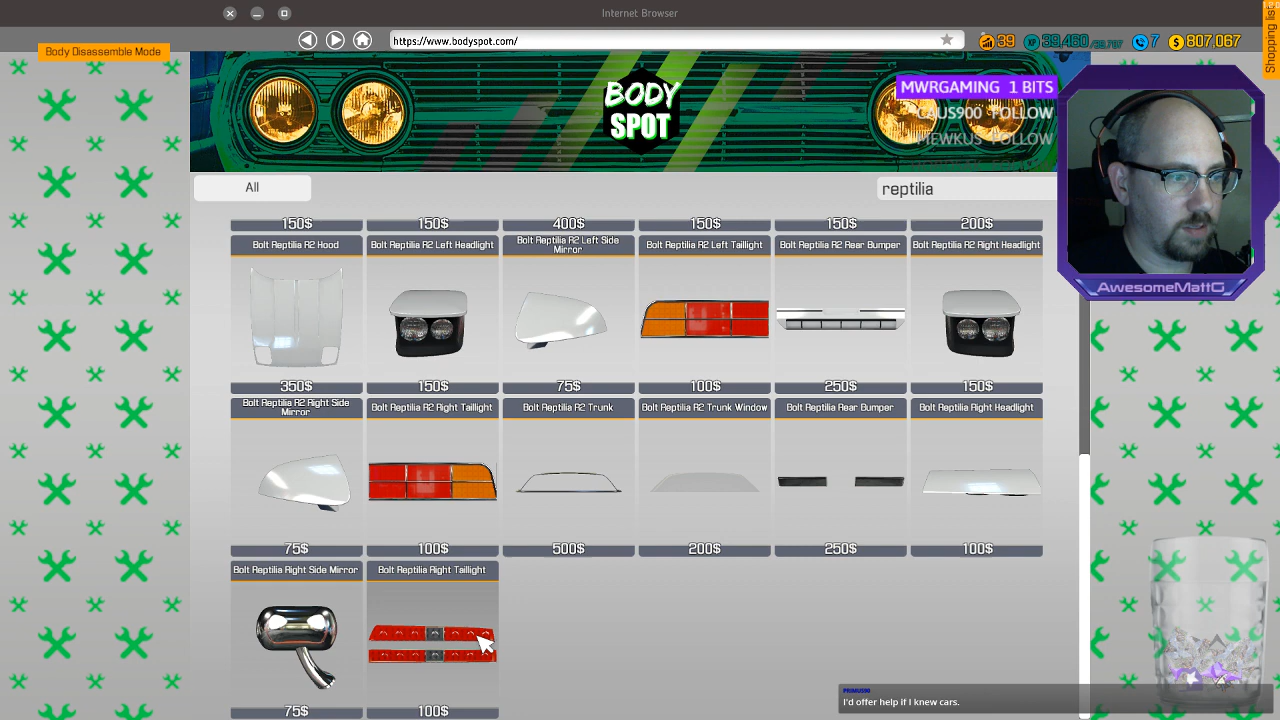 Internet Browser
1.2.0
Shopping list
Body Disassemble Mode
https://www.bodyspot.com/
39
XP 39,460
7
$ 807,067
BODY
SPOT
MWRGAMING 1 BITS
CAUS900 FOLLOW
MEWKUS FOLLOW
AwesomeMattG
All
reptilia
150$ 150$ 400$ 150$ 150$ 200$
Bolt Reptilia R2 Hood
Bolt Reptilia R2 Left Headlight
Bolt Reptilia R2 Left Side
Mirror
Bolt Reptilia R2 Left Taillight
Bolt Reptilia R2 Rear Bumper
Bolt Reptilia R2 Right Headlight
350$ 150$ 75$ 100$ 250$ 150$
Bolt Reptilia R2 Right Side
Mirror
Bolt Reptilia R2 Right Taillight
Bolt Reptilia R2 Trunk
Bolt Reptilia R2 Trunk Window
Bolt Reptilia Rear Bumper
Bolt Reptilia Right Headlight
75$ 100$ 500$ 200$ 250$ 100$
Bolt Reptilia Right Side Mirror
Bolt Reptilia Right Taillight
75$ 100$
I'd offer help if I knew cars.